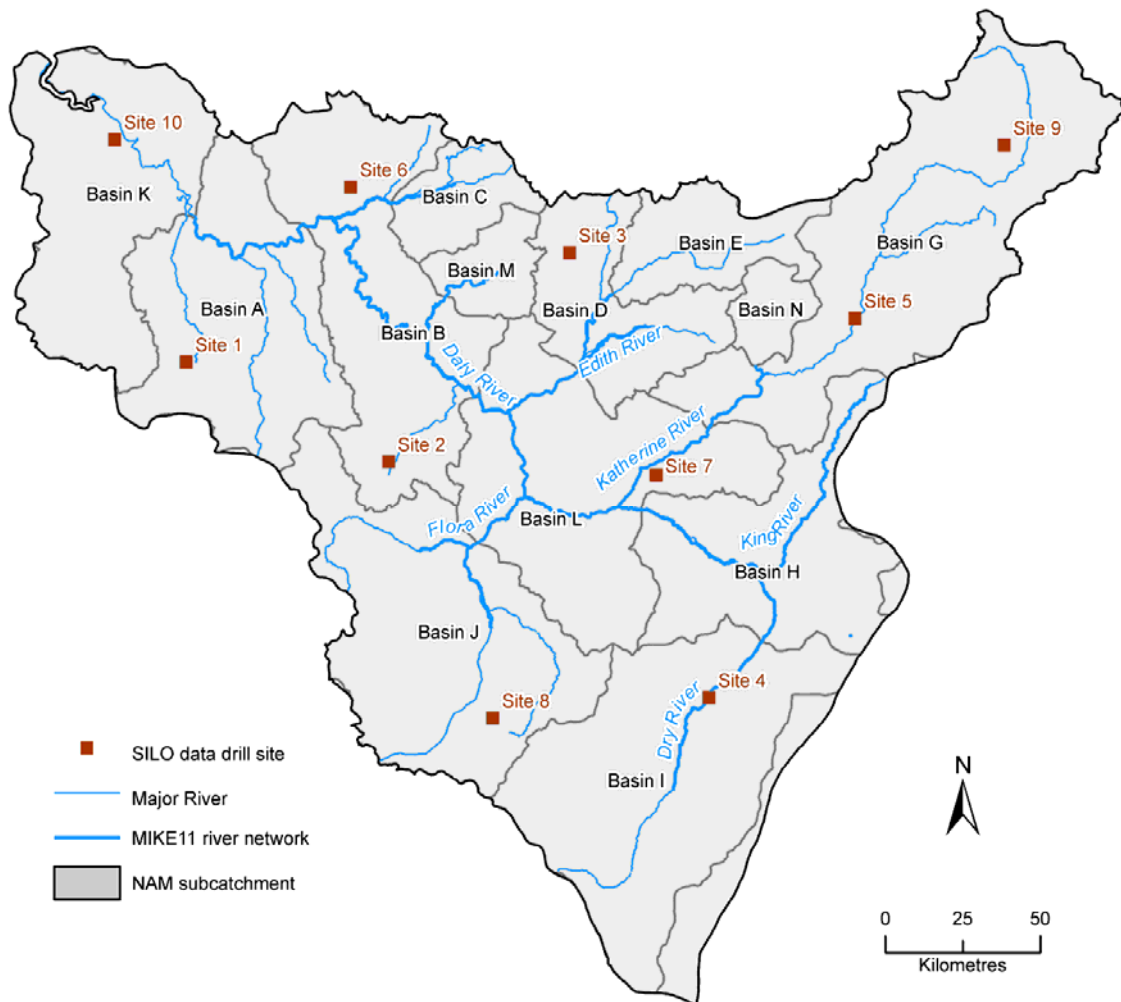 Site 10
Site 9
Site 6
Basin K
Basin C
Site 3
Basin E
Basin G
Basin M
Basin A
Basin D
Basin N
Site 5
Basin B
Site 1
Daly River
Edith River
Site 2
Katherine River
Site 7
Flora River
Basin L
King River
Basin H
Basin J
Site 8
Site 4
Dry River
Basin I
SILO data drill site
Major River
MIKE11 river network
NAM subcatchment
N
0 25 50
Kilometres